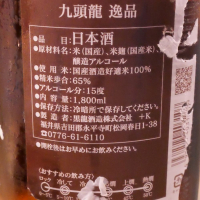 九頭龍 逸品
品目：日本酒
原材料名：米(国産)、米麹(国産米)、
醸造アルコール
使用米：国産酒造好適米100%
精米歩合：65%
アルコール分：15度
容量：1,800ml
保存方法：冷暗所で保存してください。
製造者：黒龍酒造株式会社 +K
福井県吉田郡永平寺町松岡春日1-38
0776-61-6110
●開栓後はお早めにお飲みください。
(おすすめの飲み方)
ロック 冷